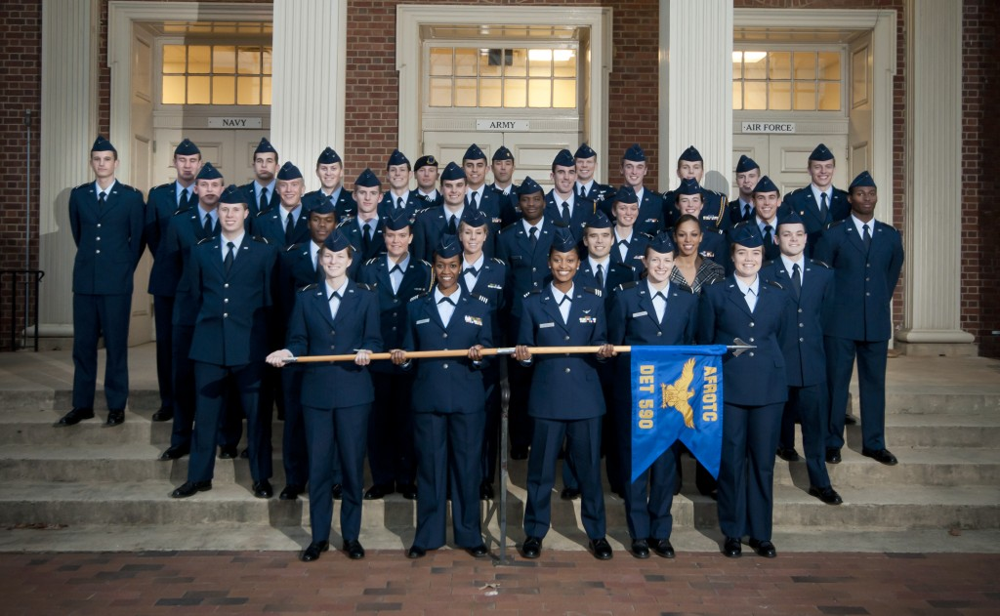 NAVY
ARMY
AIR FORCE
AFROTC
DET 590